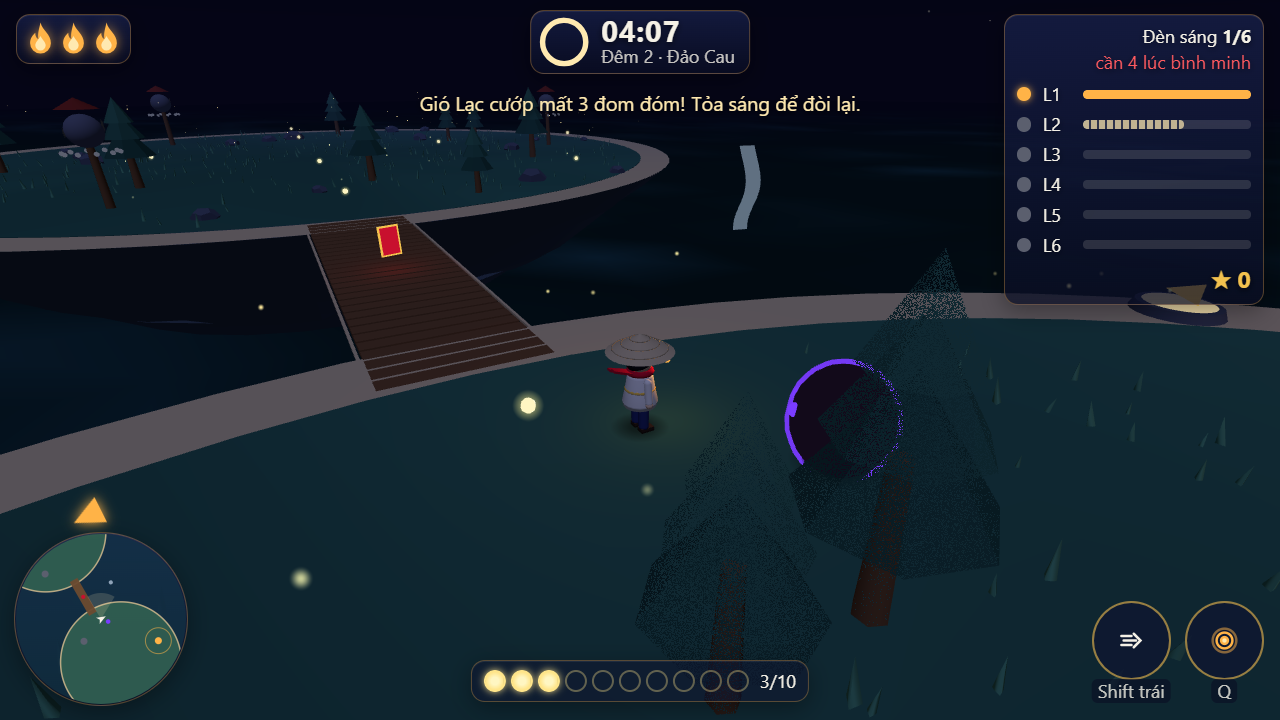 04:07
Đêm 2 · Đảo Cau
Gió Lạc cướp mất 3 đom đóm! Tỏa sáng để đòi lại.
Đèn sáng 1/6
cần 4 lúc bình minh
L1
L2
L3
L4
L5
L6
★ 0
3/10
Shift trái
Q